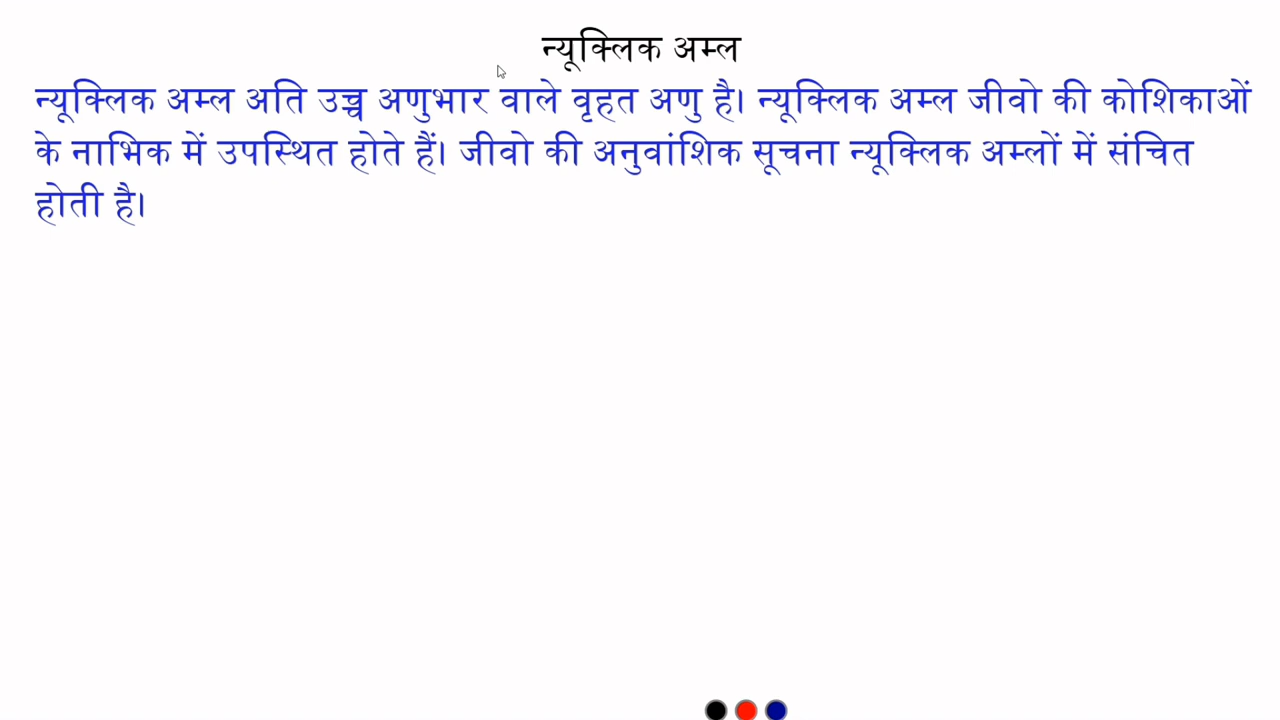 न्यूक्लिक अम्ल
न्यूक्लिक अम्ल अति उच्च अणुभार वाले वृहत अणु है। न्यूक्लिक अम्ल जीवो की कोशिकाओं
के नाभिक में उपस्थित होते हैं। जीवो की अनुवांशिक सूचना न्यूक्लिक अम्लों में संचित
होती है।